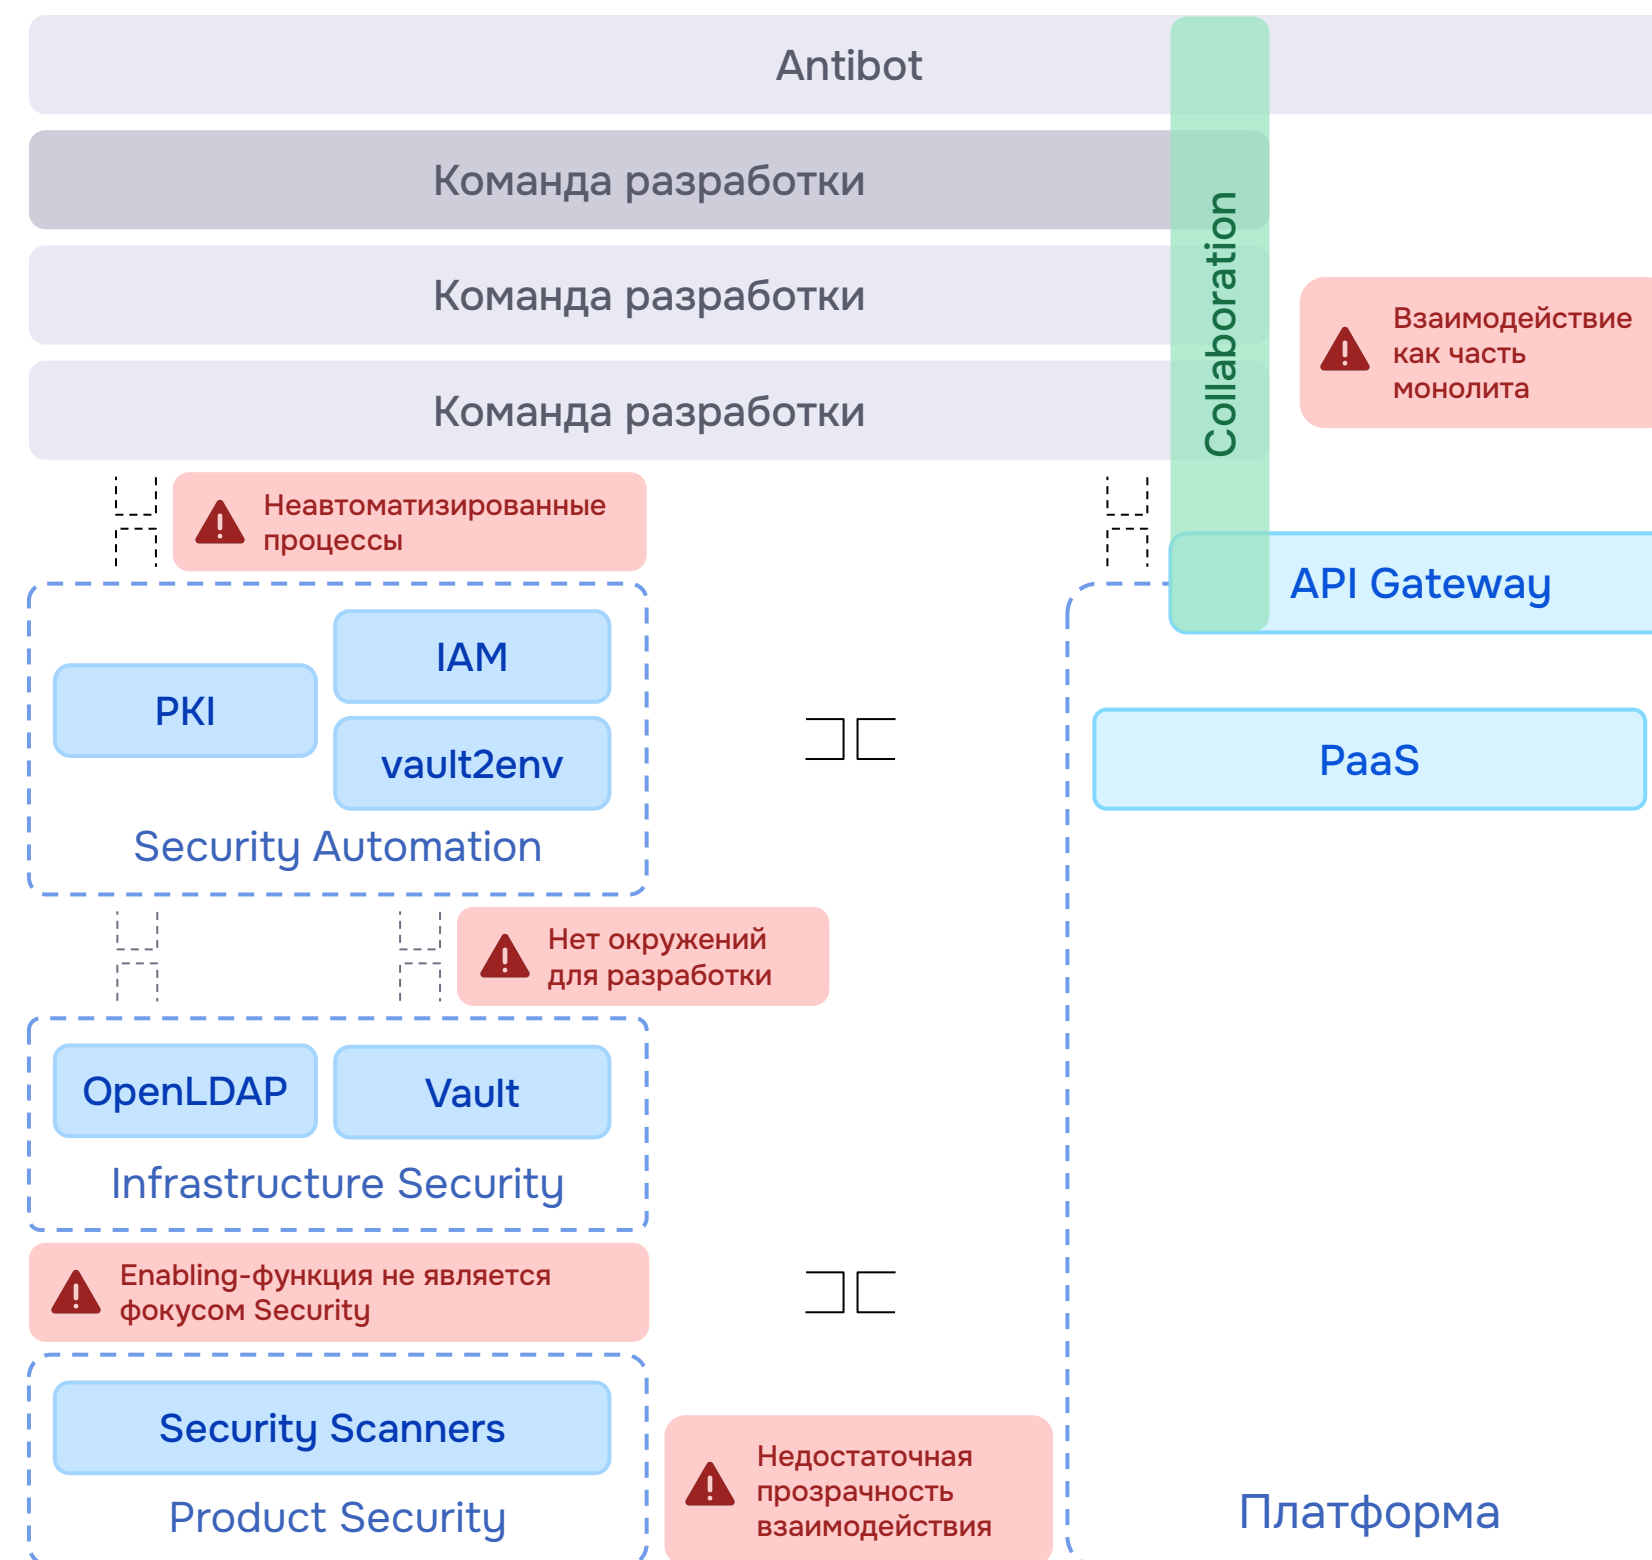 Antibot
Команда разработки
Команда разработки
Команда разработки
Collaboration
Взаимодействие
как часть
монолита
Неавтоматизированные
процессы
API Gateway
IAM
PKI
vault2env
Security Automation
PaaS
Нет окружений
для разработки
OpenLDAP
Vault
Infrastructure Security
Enabling-функция не является
фокусом Security
Security Scanners
Product Security
Недостаточная
прозрачность
взаимодействия
Платформа